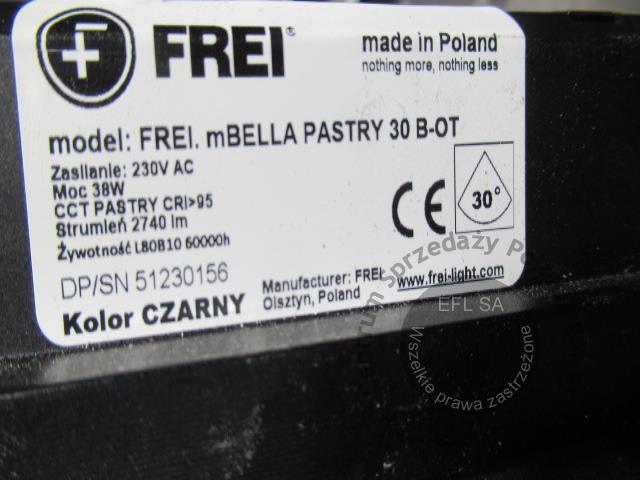 FREI®
made in Poland
nothing more, nothing less
model: FREI. mBELLA PASTRY 30 B-OT
Zasilanie: 230V AC
Moc 38W
CCT PASTRY CRI>95
Strumień 2740 lm
Żywotność L80B10 50000h
CE
30°
DP/SN 51230156
Manufacturer: FREI
Olsztyn, Poland
www.frei-light.com
Kolor CZARNY
Sprzedaży
EFL SA
Wszelkie prawa zastrzeżone